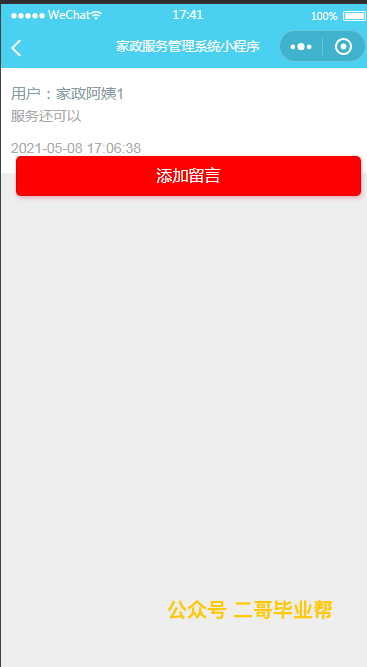 WeChat 17:41 100%
家政服务管理系统小程序
用户：家政阿姨1
服务还可以
2021-05-08 17:06:38
添加留言
公众号 二哥毕业帮